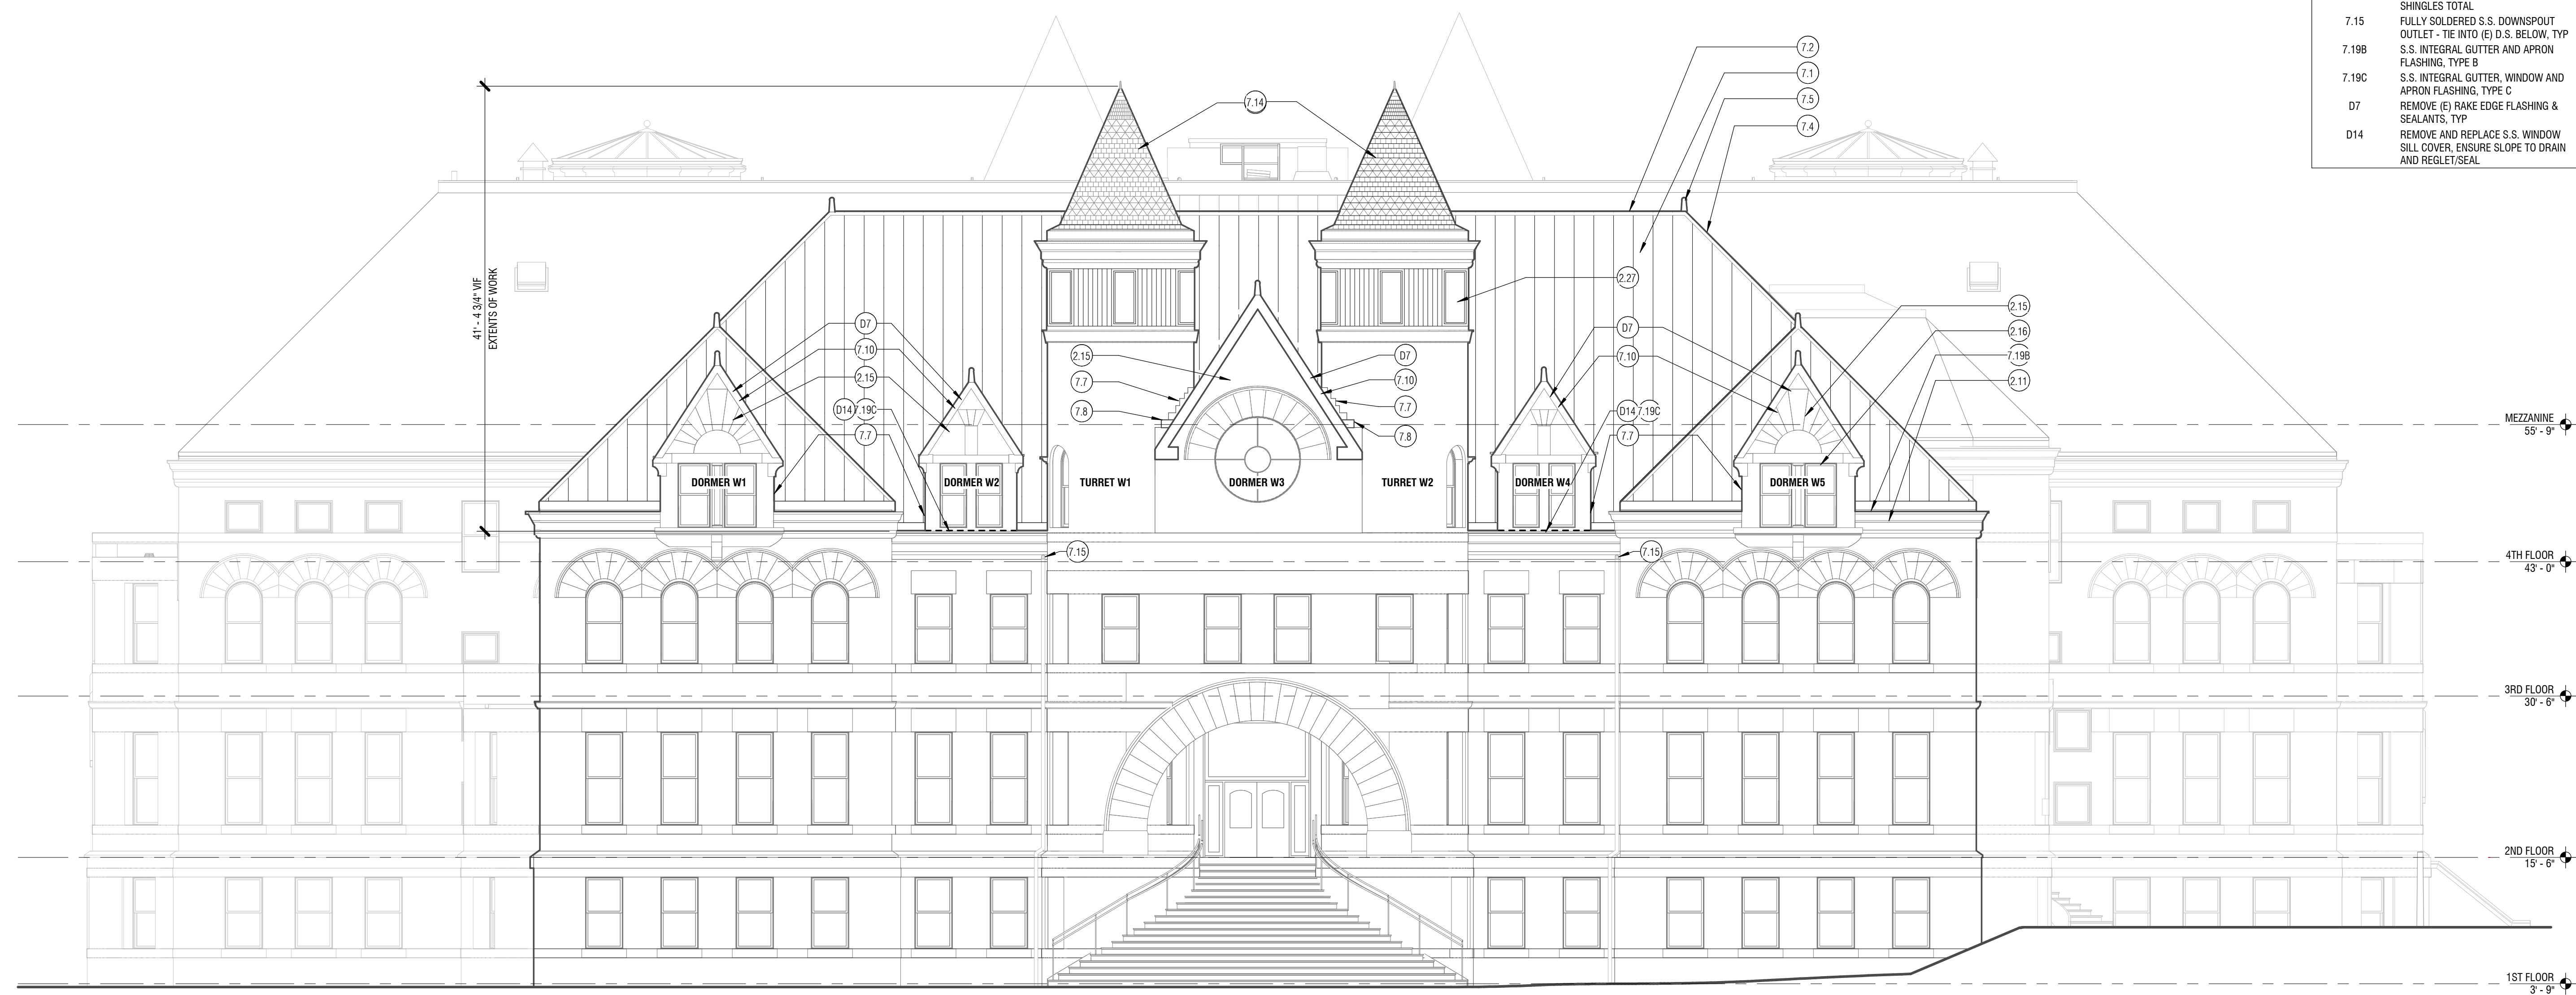 SHINGLES TOTAL
7.15 FULLY SOLDERED S.S. DOWNSPOUT
OUTLET - TIE INTO (E) D.S. BELOW, TYP
7.19B S.S. INTEGRAL GUTTER AND APRON
FLASHING, TYPE B
7.19C S.S. INTEGRAL GUTTER, WINDOW AND
APRON FLASHING, TYPE C
D7 REMOVE (E) RAKE EDGE FLASHING &
SEALANTS, TYP
D14 REMOVE AND REPLACE S.S. WINDOW
SILL COVER, ENSURE SLOPE TO DRAIN
AND REGLET/SEAL
7.2
7.1
7.5
7.4
7.14
2.27
41' - 4 3/4" VIF
EXTENTS OF WORK
D7
7.10
2.15
D14 7.19C
7.7
2.15
7.7
7.8
D7
7.10
7.7
7.8
D7
7.10
D14 7.19C
7.7
2.15
2.16
7.19B
2.11
DORMER W1
DORMER W2
TURRET W1
DORMER W3
TURRET W2
DORMER W4
DORMER W5
7.15
7.15
MEZZANINE
55' - 9"
4TH FLOOR
43' - 0"
3RD FLOOR
30' - 6"
2ND FLOOR
15' - 6"
1ST FLOOR
3' - 9"